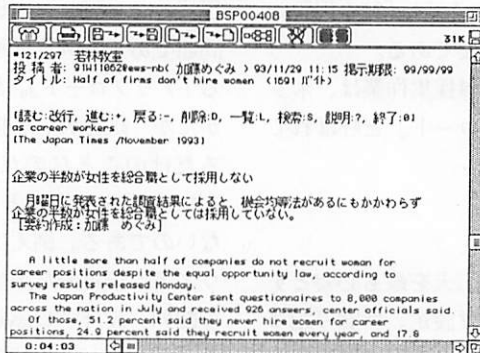 BSP00408
31K
#121/297 若林教室
投稿者: 91W11062@ews-nb( 加藤めぐみ ) 93/11/29 11:15 掲示期限: 99/99/99
タイトル: Half of firms don't hire women (1591 バイト)
[読む:改行, 進む:+, 戻る:-, 削除:D, 一覧:L, 検索:S, 説明:?, 終了:0]
as career workers
[The Japan Times /November 1993]
企業の半数が女性を総合職として採用しない
月曜日に発表された調査結果によると、機会均等法があるにもかかわらず
企業の半数が女性を総合職としては採用していない。
[要約作成:加藤 めぐみ]
A little more than half of companies do not recruit woman for
career positions despite the equal opportunity law, according to
survey results released Monday.
The Japan Productivity Center sent questionnaires to 8,000 companies
across the nation in July and received 926 answers, center officials said.
Of those, 51.2 percent said they never hire women for career
positions, 24.9 percent said they recruit women every year, and 17.8
0:04:03